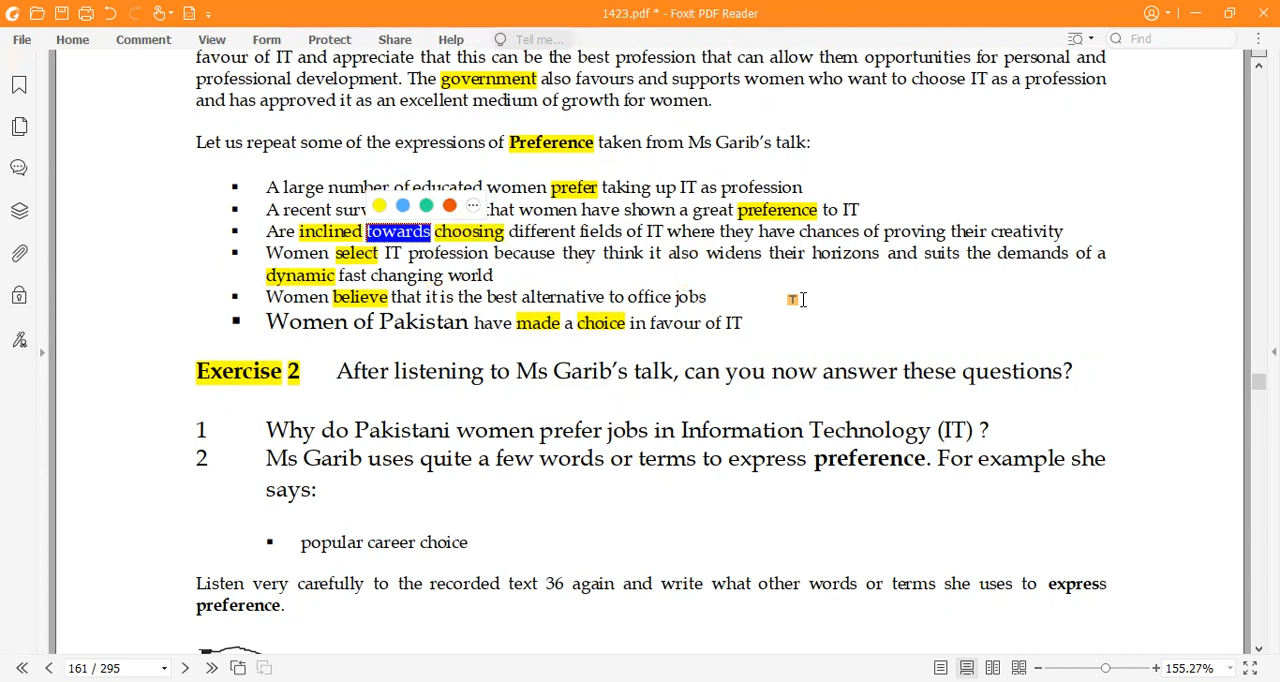 1423.pdf * - Foxit PDF Reader
File Home Comment View Form Protect Share Help Tell me... Find
favour of IT and appreciate that this can be the best profession that can allow them opportunities for personal and
professional development. The government also favours and supports women who want to choose IT as a profession
and has approved it as an excellent medium of growth for women.
Let us repeat some of the expressions of Preference taken from Ms Garib's talk:
▪ A large number of educated women prefer taking up IT as profession
▪ A recent surv that women have shown a great preference to IT
▪ Are inclined towards choosing different fields of IT where they have chances of proving their creativity
▪ Women select IT profession because they think it also widens their horizons and suits the demands of a
dynamic fast changing world
▪ Women believe that it is the best alternative to office jobs
▪ Women of Pakistan have made a choice in favour of IT
Exercise 2 After listening to Ms Garib's talk, can you now answer these questions?
1 Why do Pakistani women prefer jobs in Information Technology (IT) ?
2 Ms Garib uses quite a few words or terms to express preference. For example she
says:
▪ popular career choice
Listen very carefully to the recorded text 36 again and write what other words or terms she uses to express
preference.
161 / 295 155.27%